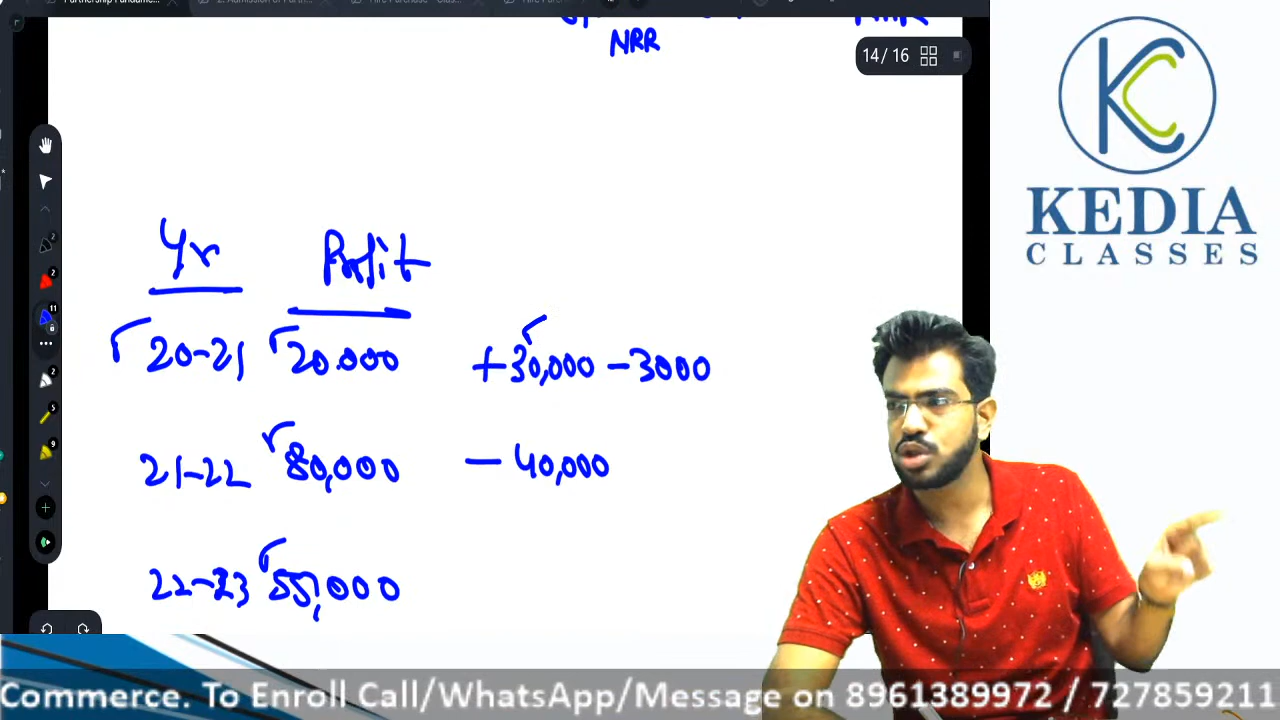 NRR
14 / 16
KEDIA
CLASSES
Yr Profit
20-21 20.000 +30,000 -3000
21-22 80,000 - 40,000
22-23 55,000
Commerce. To Enroll Call/WhatsApp/Message on 8961389972 / 727859211